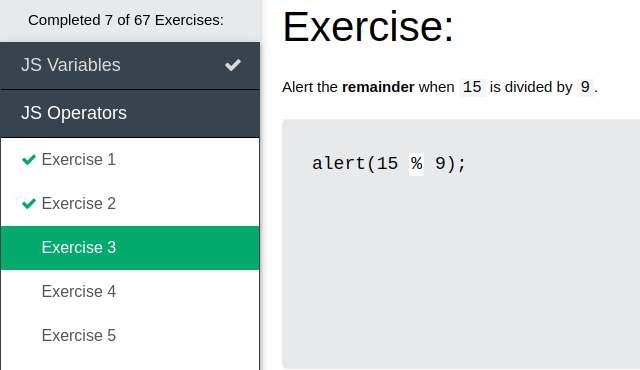 Completed 7 of 67 Exercises:
JS Variables
JS Operators
Exercise 1
Exercise 2
Exercise 3
Exercise 4
Exercise 5
Exercise:
Alert the remainder when 15 is divided by 9.
alert(15 % 9);